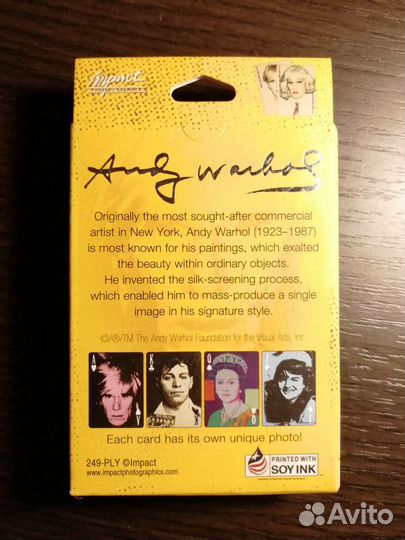 impact
Andy Warhol
Originally the most sought-after commercial
artist in New York, Andy Warhol (1923–1987)
is most known for his paintings, which exalted
the beauty within ordinary objects.
He invented the silk-screening process,
which enabled him to mass-produce a single
image in his signature style.
©/®/TM The Andy Warhol Foundation for the Visual Arts, Inc.
A K Q J
Each card has its own unique photo!
249-PLY ©Impact
www.impactphotographics.com
PRINTED WITH
SOY INK
Avito